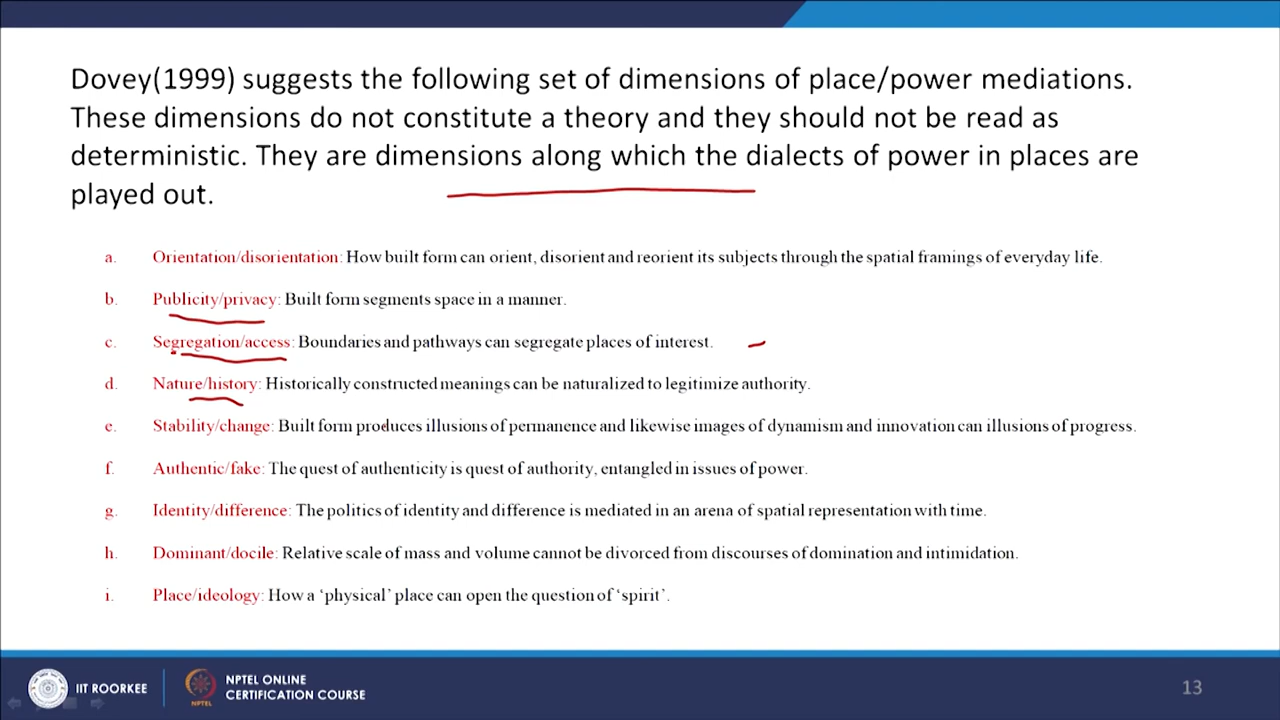 Dovey(1999) suggests the following set of dimensions of place/power mediations.
These dimensions do not constitute a theory and they should not be read as
deterministic. They are dimensions along which the dialects of power in places are
played out.
a. Orientation/disorientation: How built form can orient, disorient and reorient its subjects through the spatial framings of everyday life.
b. Publicity/privacy: Built form segments space in a manner.
c. Segregation/access: Boundaries and pathways can segregate places of interest.
d. Nature/history: Historically constructed meanings can be naturalized to legitimize authority.
e. Stability/change: Built form produces illusions of permanence and likewise images of dynamism and innovation can illusions of progress.
f. Authentic/fake: The quest of authenticity is quest of authority, entangled in issues of power.
g. Identity/difference: The politics of identity and difference is mediated in an arena of spatial representation with time.
h. Dominant/docile: Relative scale of mass and volume cannot be divorced from discourses of domination and intimidation.
i. Place/ideology: How a ‘physical’ place can open the question of ‘spirit’.
IIT ROORKEE
NPTEL ONLINE
CERTIFICATION COURSE
NPTEL
13